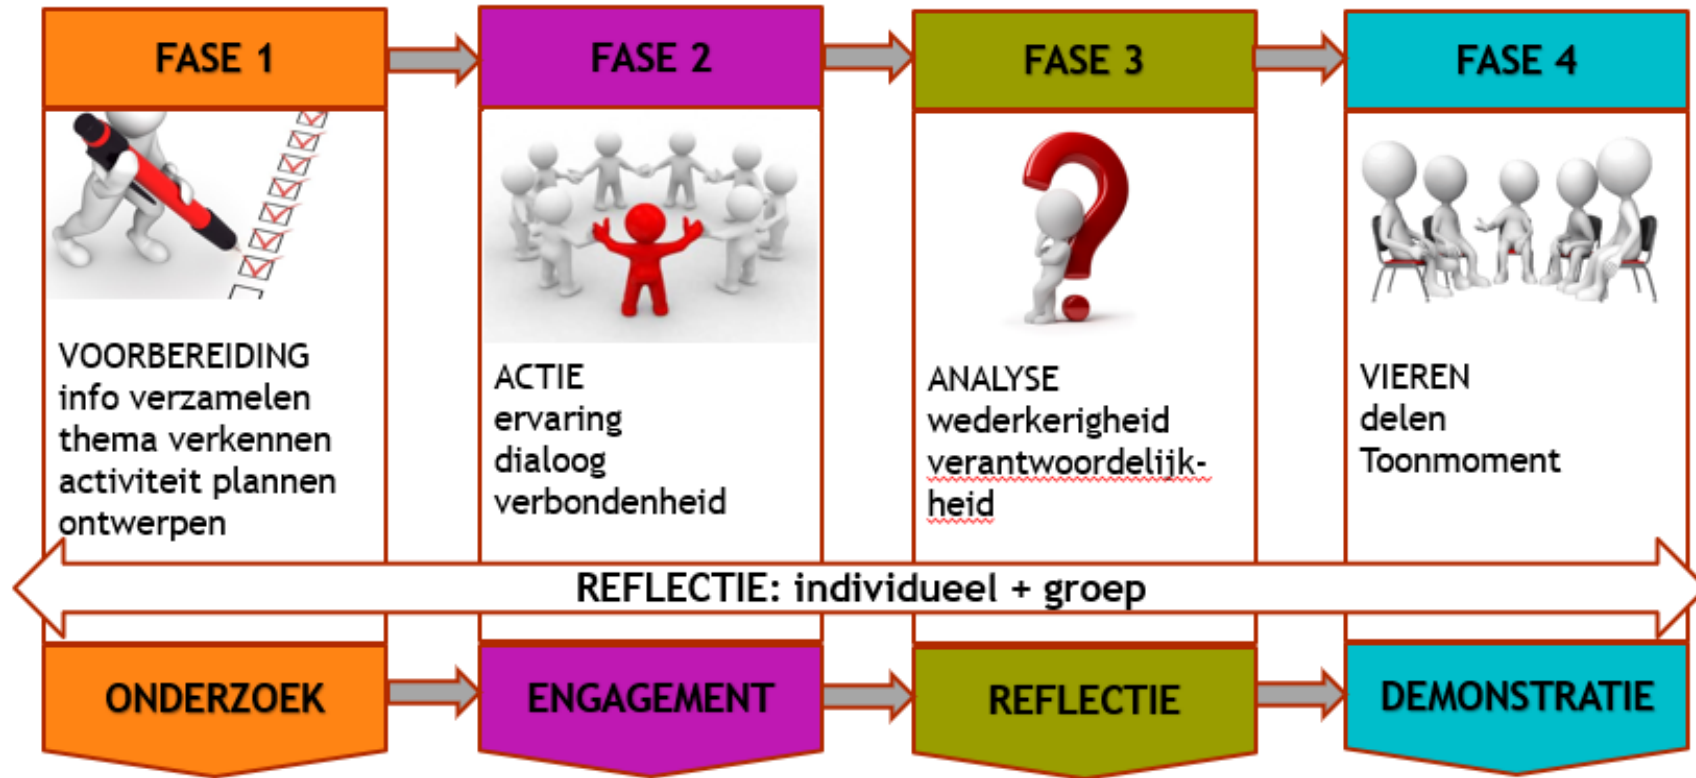 FASE 1
FASE 2
FASE 3
FASE 4
VOORBEREIDING
info verzamelen
thema verkennen
activiteit plannen
ontwerpen
ACTIE
ervaring
dialoog
verbondenheid
ANALYSE
wederkerigheid
verantwoordelijk-
heid
VIEREN
delen
Toonmoment
REFLECTIE: individueel + groep
ONDERZOEK
ENGAGEMENT
REFLECTIE
DEMONSTRATIE